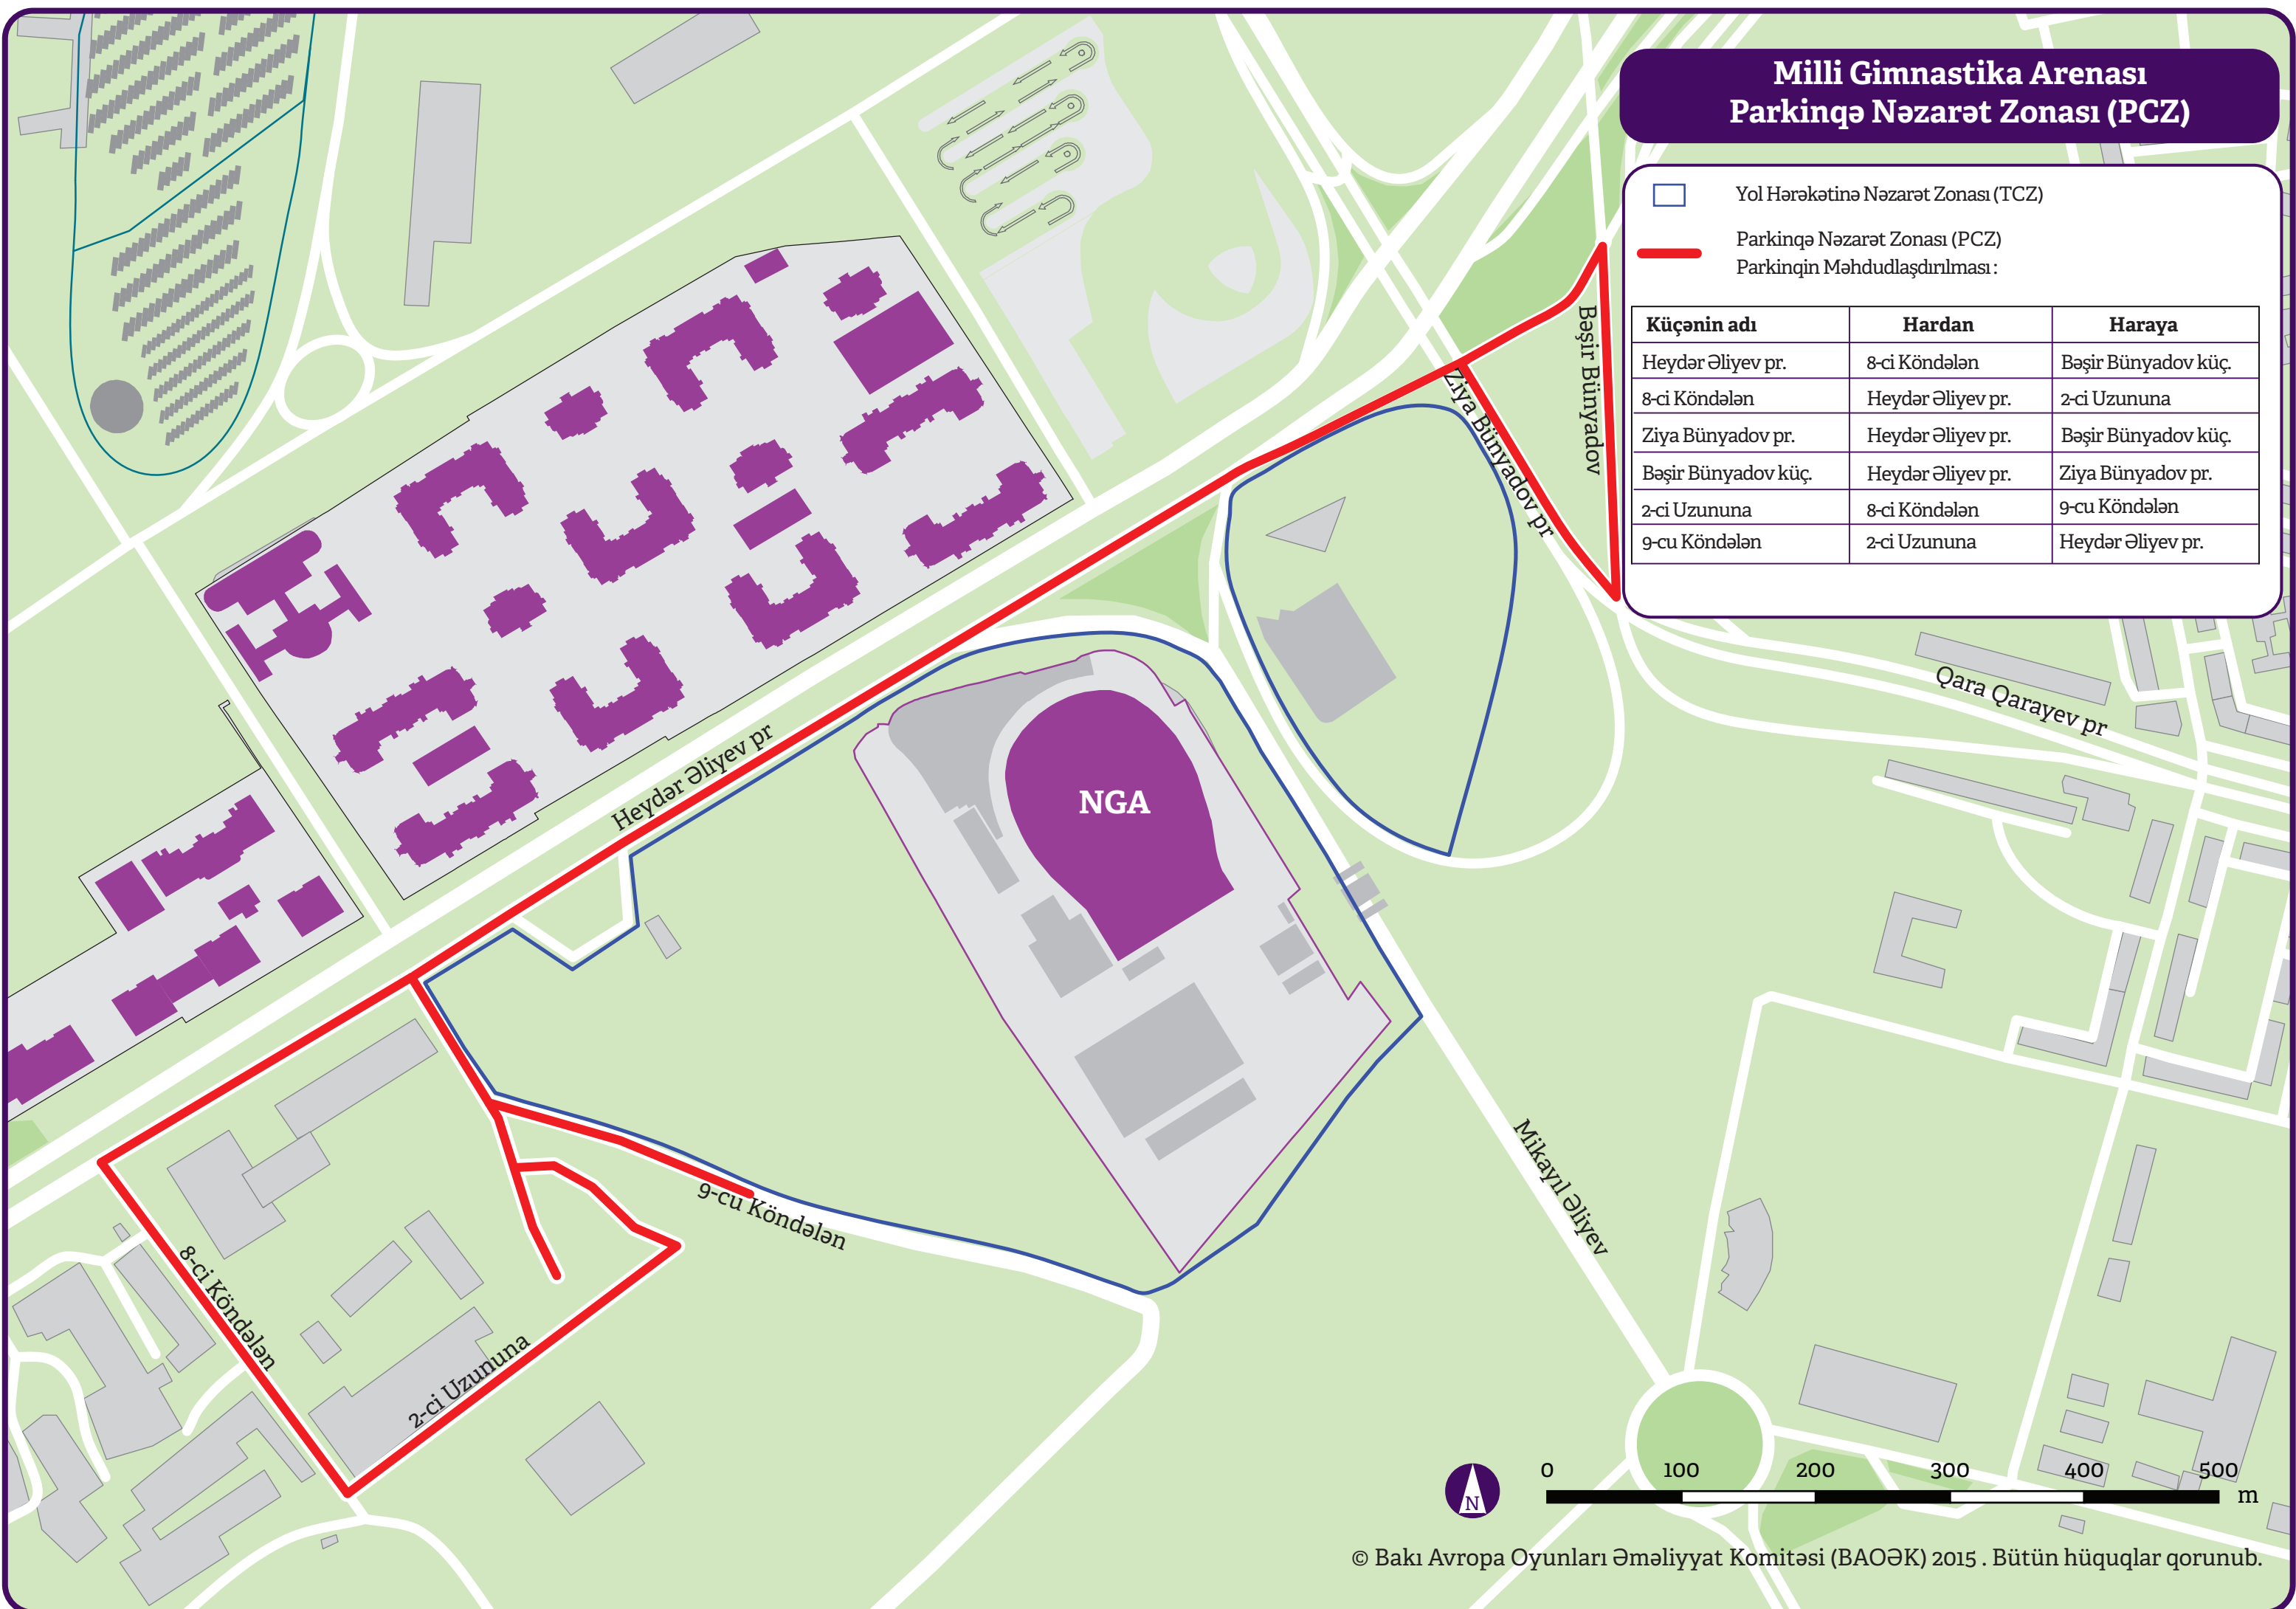 Milli Gimnastika Arenası
Parkinqə Nəzarət Zonası (PCZ)
Yol Hərəkətinə Nəzarət Zonası (TCZ)
Parkinqə Nəzarət Zonası (PCZ)
Parkinqin Məhdudlaşdırılması :
Küçənin adı Hardan Haraya
Heydər Əliyev pr. 8-ci Köndələn Bəşir Bünyadov küç.
8-ci Köndələn Heydər Əliyev pr. 2-ci Uzununa
Ziya Bünyadov pr. Heydər Əliyev pr. Bəşir Bünyadov küç.
Bəşir Bünyadov küç. Heydər Əliyev pr. Ziya Bünyadov pr.
2-ci Uzununa 8-ci Köndələn 9-cu Köndələn
9-cu Köndələn 2-ci Uzununa Heydər Əliyev pr.
Bəşir Bünyadov
Ziya Bünyadov pr
Qara Qarayev pr
Heydər Əliyev pr
NGA
Mikayıl Əliyev
9-cu Köndələn
8-ci Köndələn
2-ci Uzununa
N
0 100 200 300 400 500
m
© Bakı Avropa Oyunları Əməliyyat Komitəsi (BAOƏK) 2015 . Bütün hüquqlar qorunub.